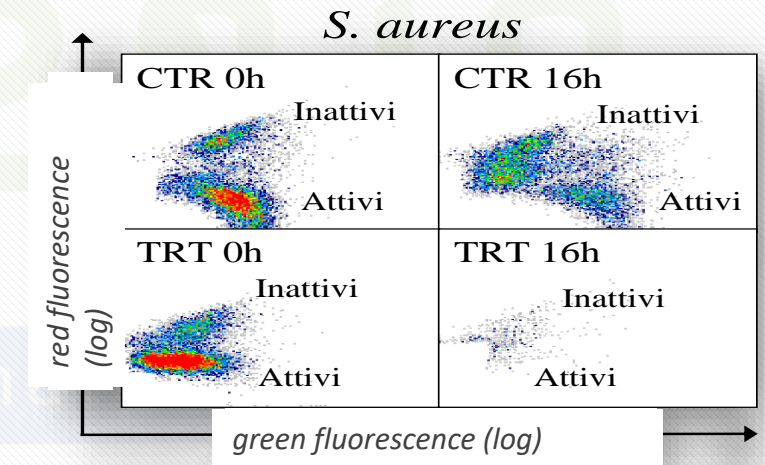 S. aureus
CTR 0h
Inattivi
Attivi
CTR 16h
Inattivi
Attivi
TRT 0h
Inattivi
Attivi
TRT 16h
Inattivi
Attivi
red fluorescence
(log)
green fluorescence (log)